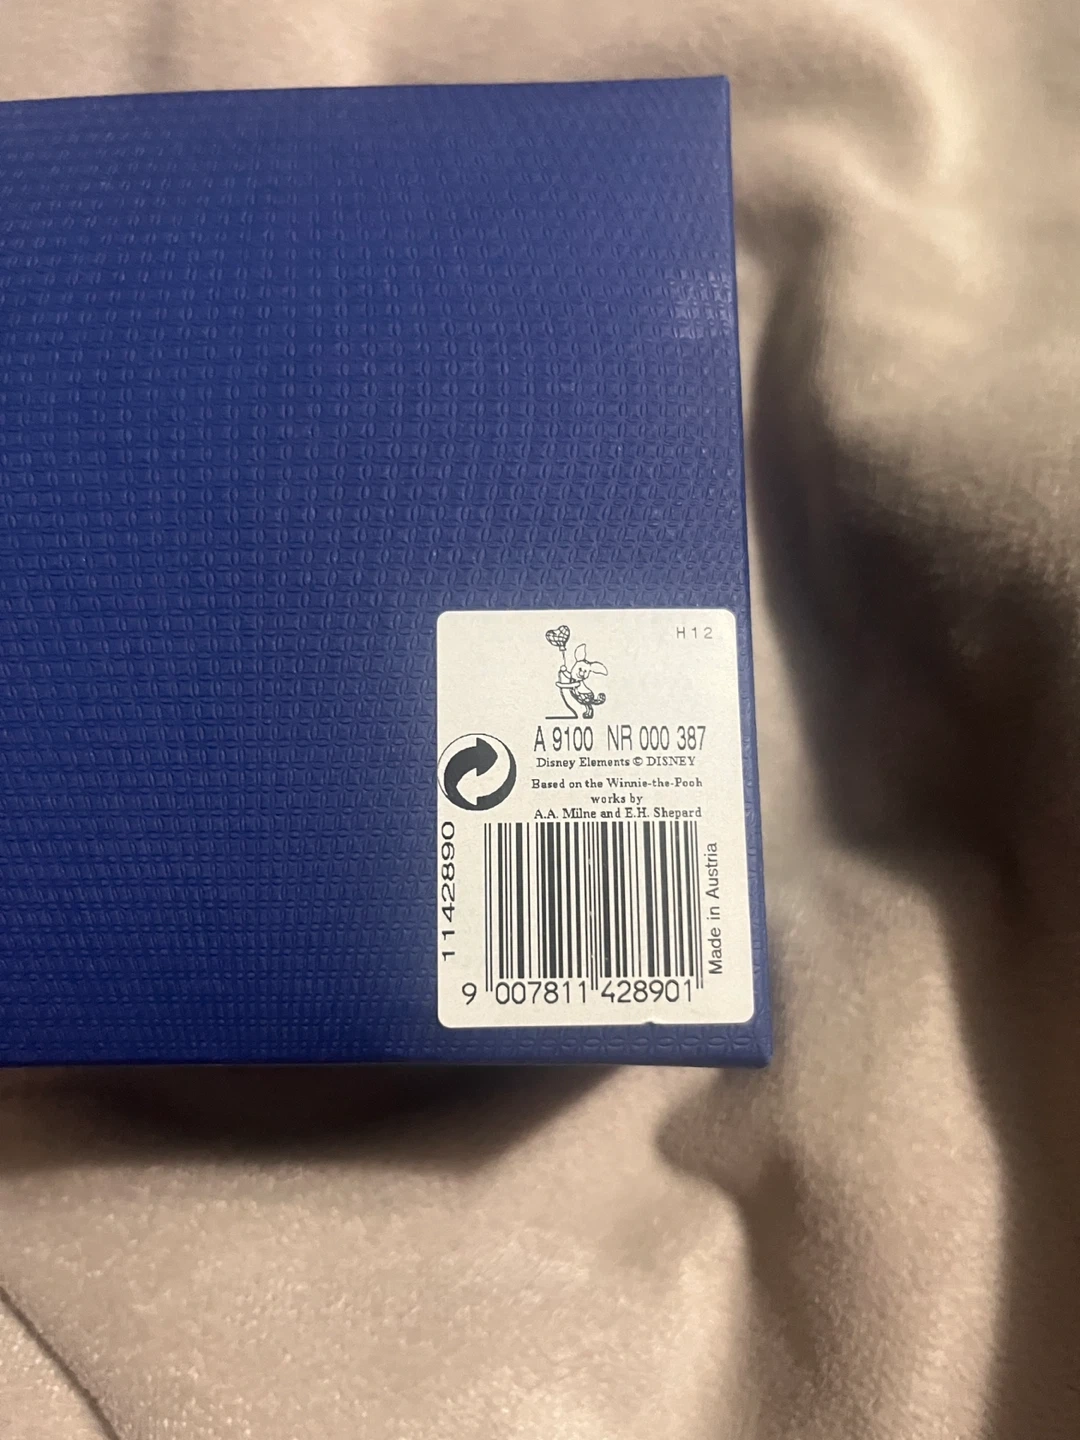 H12
A 9100 NR 000 387
Disney Elements © DISNEY
Based on the Winnie-the-Pooh
works by
A.A. Milne and E.H. Shepard
1142890
Made in Austria
9 007811 428901